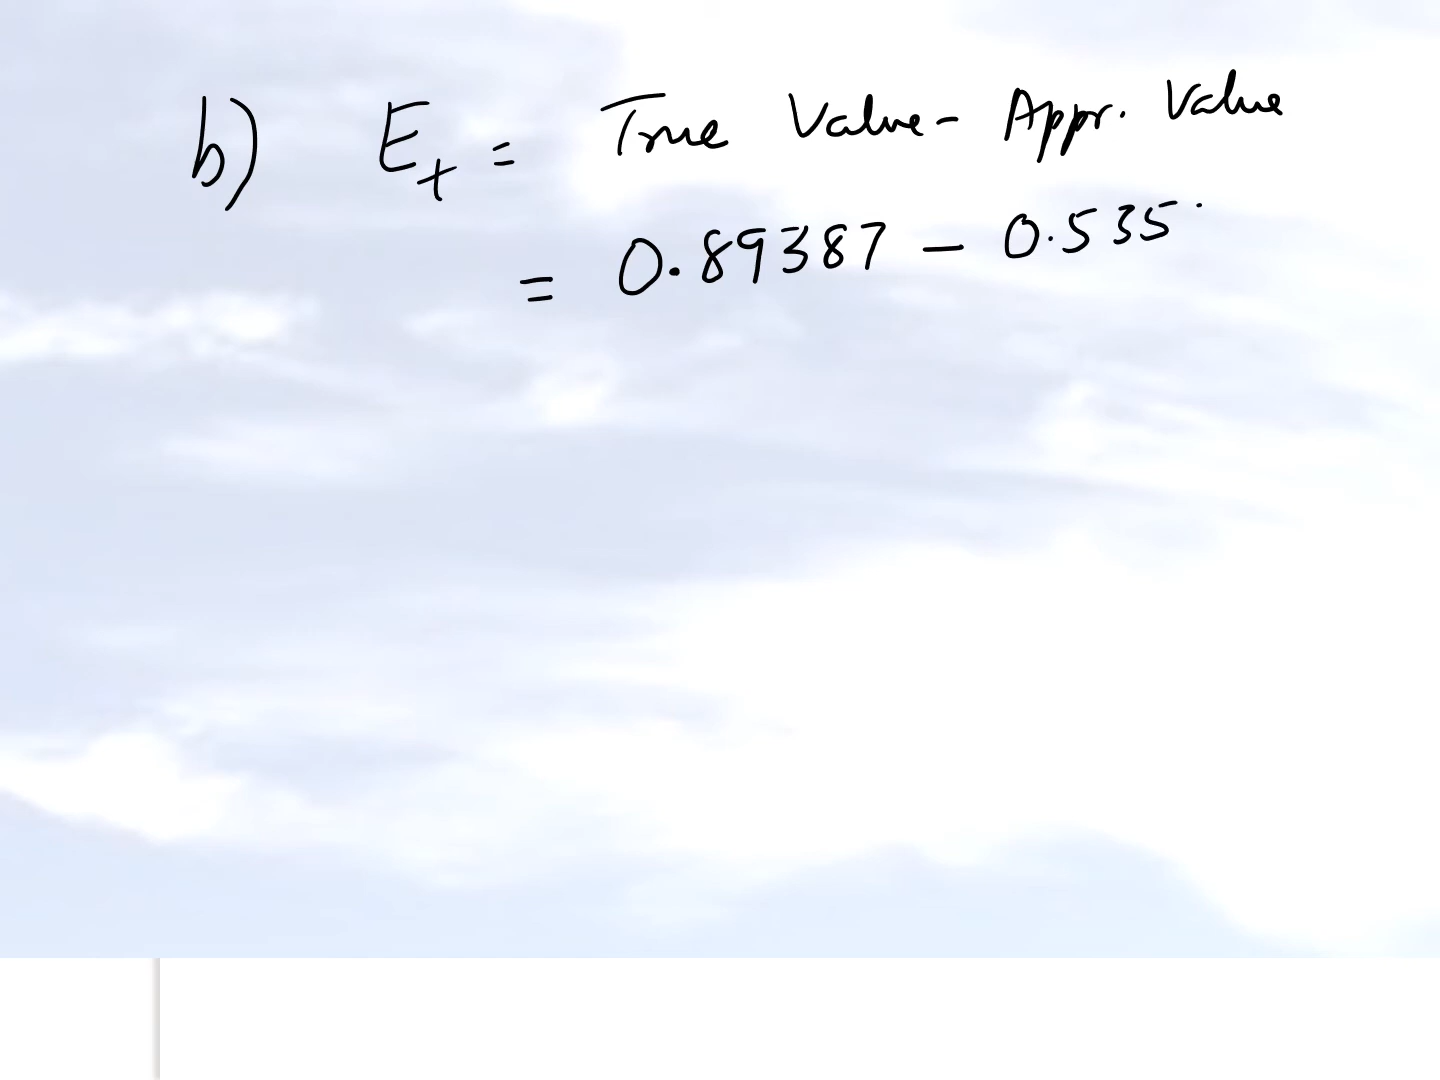 b) Et = True Value - Appr. Value
= 0.89387 - 0.535